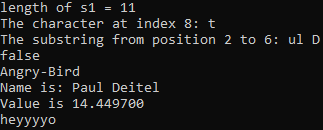 length of s1 = 11
The character at index 8: t
The substring from position 2 to 6: ul D
false
Angry-Bird
Name is: Paul Deitel
Value is 14.449700
heyyyyo